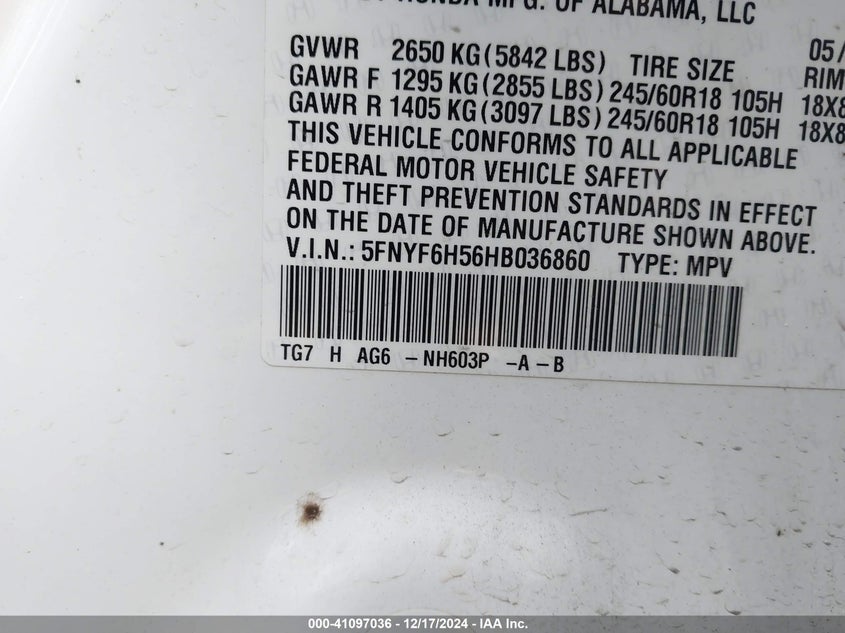 HONDA MFG. OF ALABAMA, LLC
GVWR 2650 KG (5842 LBS) TIRE SIZE 05/
GAWR F 1295 KG (2855 LBS) 245/60R18 105H 18X8
GAWR R 1405 KG (3097 LBS) 245/60R18 105H 18X8
RIM
THIS VEHICLE CONFORMS TO ALL APPLICABLE
FEDERAL MOTOR VEHICLE SAFETY
AND THEFT PREVENTION STANDARDS IN EFFECT
ON THE DATE OF MANUFACTURE SHOWN ABOVE.
V.I.N.: 5FNYF6H56HB036860 TYPE: MPV
TG7 H AG6 – NH603P –A – B
000-41097036 - 12/17/2024 - IAA Inc.